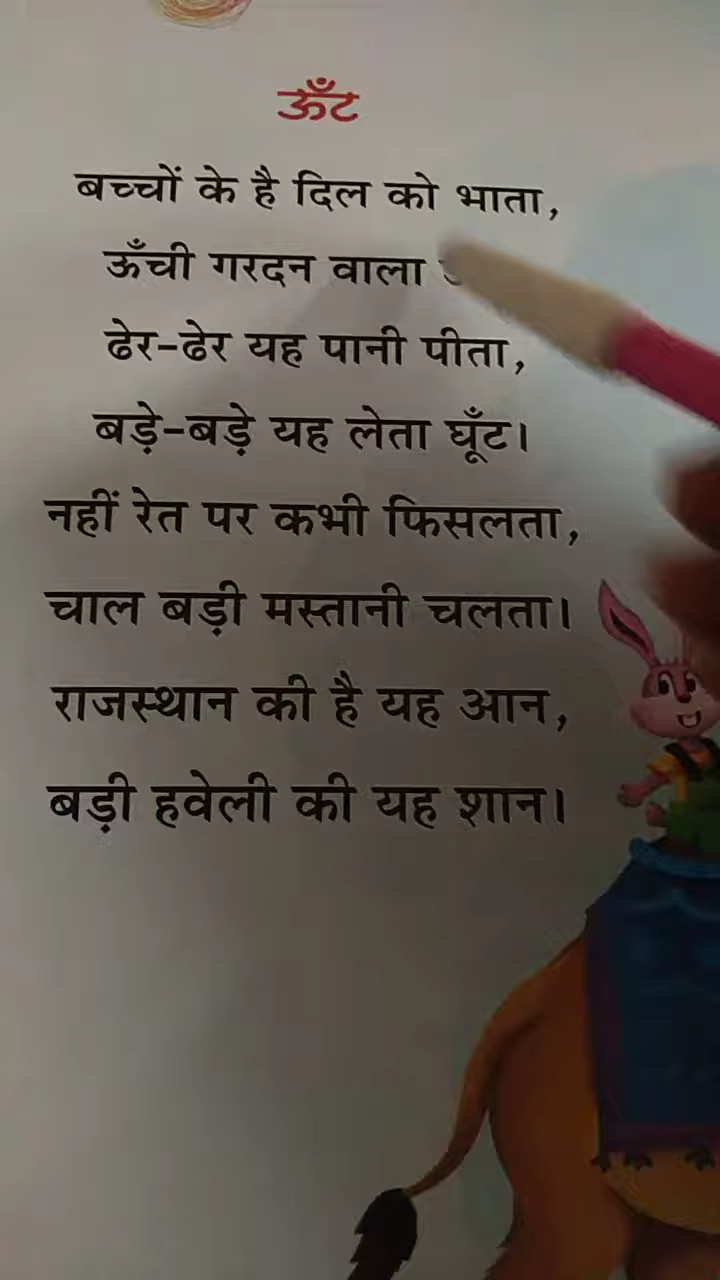 ऊँट
बच्चों के है दिल को भाता,
ऊँची गरदन वाला
ढेर-ढेर यह पानी पीता,
बड़े-बड़े यह लेता घूँट।
नहीं रेत पर कभी फिसलता,
चाल बड़ी मस्तानी चलता।
राजस्थान की है यह आन,
बड़ी हवेली की यह शान।